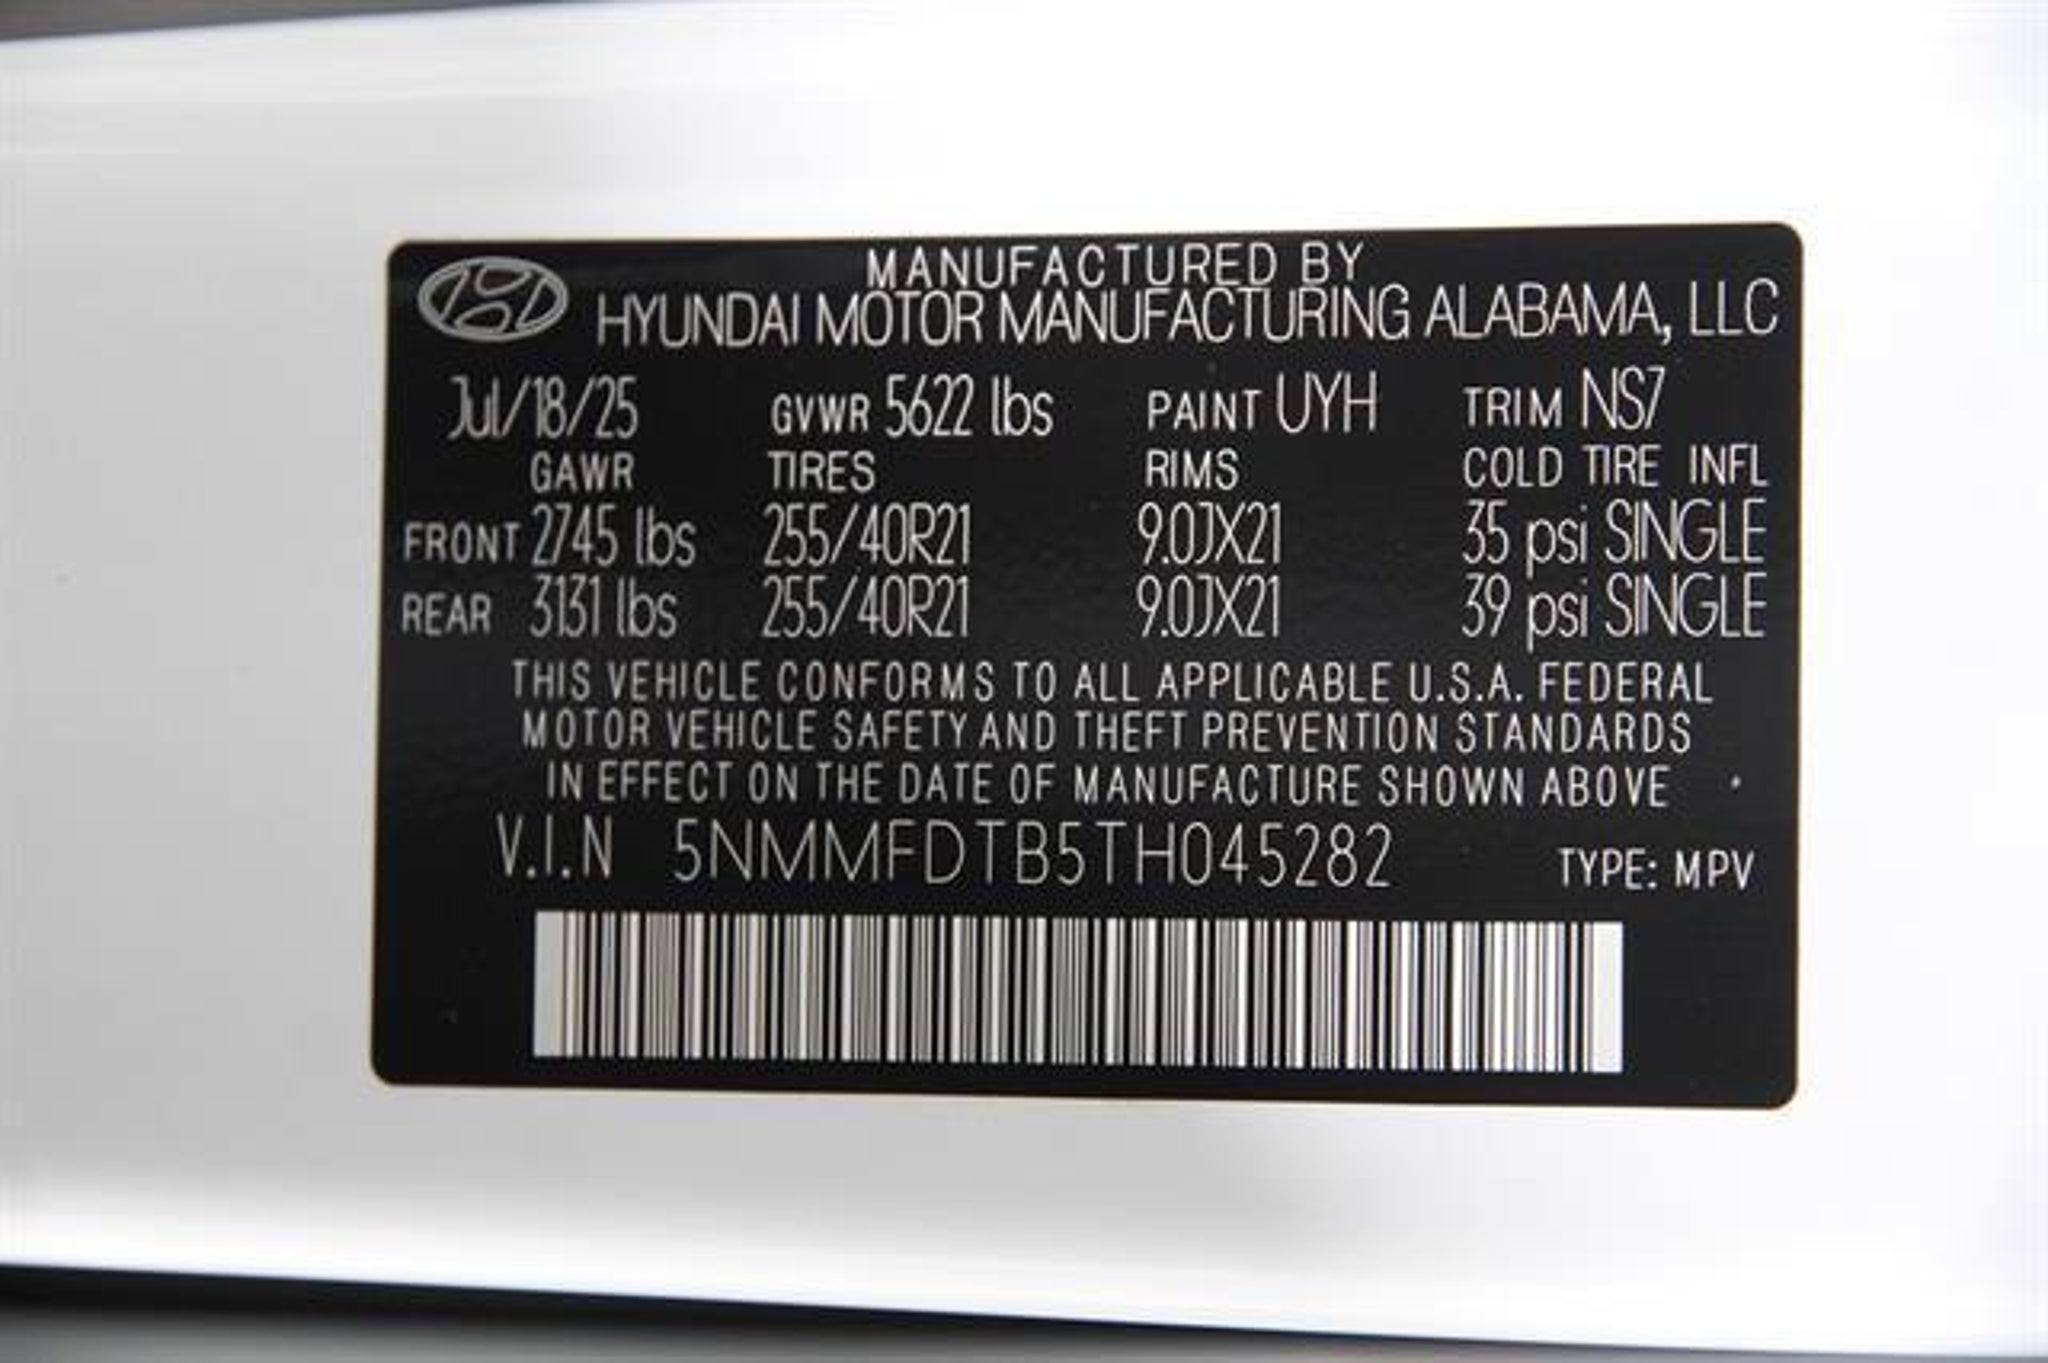 MANUFACTURED BY
HYUNDAI MOTOR MANUFACTURING ALABAMA, LLC
Jul/18/25 GVWR 5622 lbs PAINT UYH TRIM NS7
GAWR TIRES RIMS COLD TIRE INFL
FRONT 2745 lbs 255/40R21 9.0JX21 35 psi SINGLE
REAR 3131 lbs 255/40R21 9.0JX21 39 psi SINGLE
THIS VEHICLE CONFORMS TO ALL APPLICABLE U.S.A. FEDERAL
MOTOR VEHICLE SAFETY AND THEFT PREVENTION STANDARDS
IN EFFECT ON THE DATE OF MANUFACTURE SHOWN ABOVE
V.I.N 5NMMFDTB5TH045282 TYPE: MPV